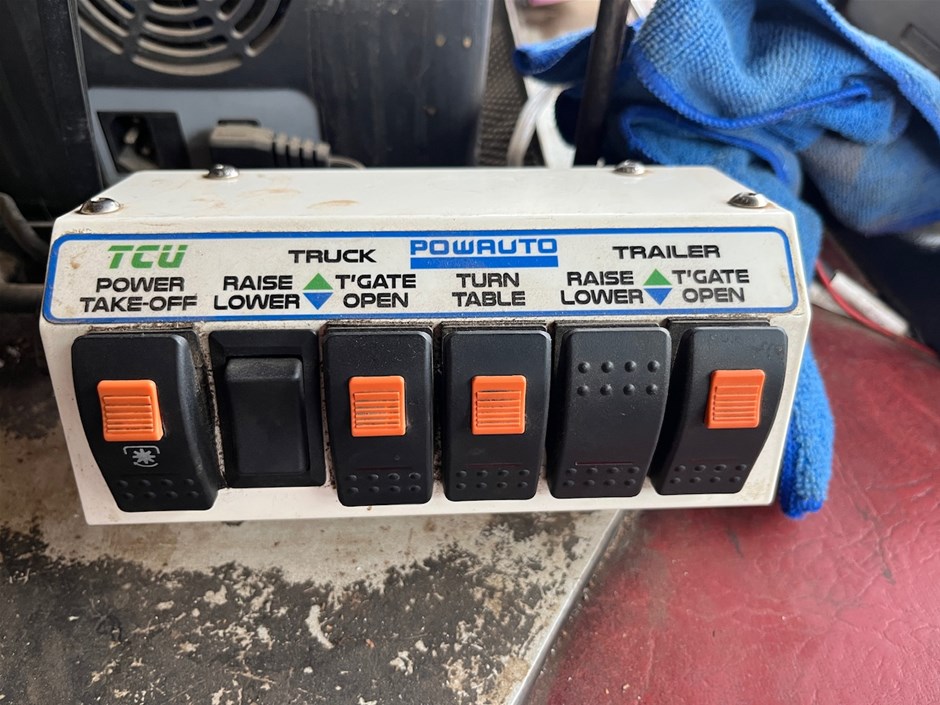 TCU
POWER
TAKE-OFF
TRUCK
RAISE
LOWER
T'GATE
OPEN
POWAUTO
TURN
TABLE
TRAILER
RAISE
LOWER
T'GATE
OPEN